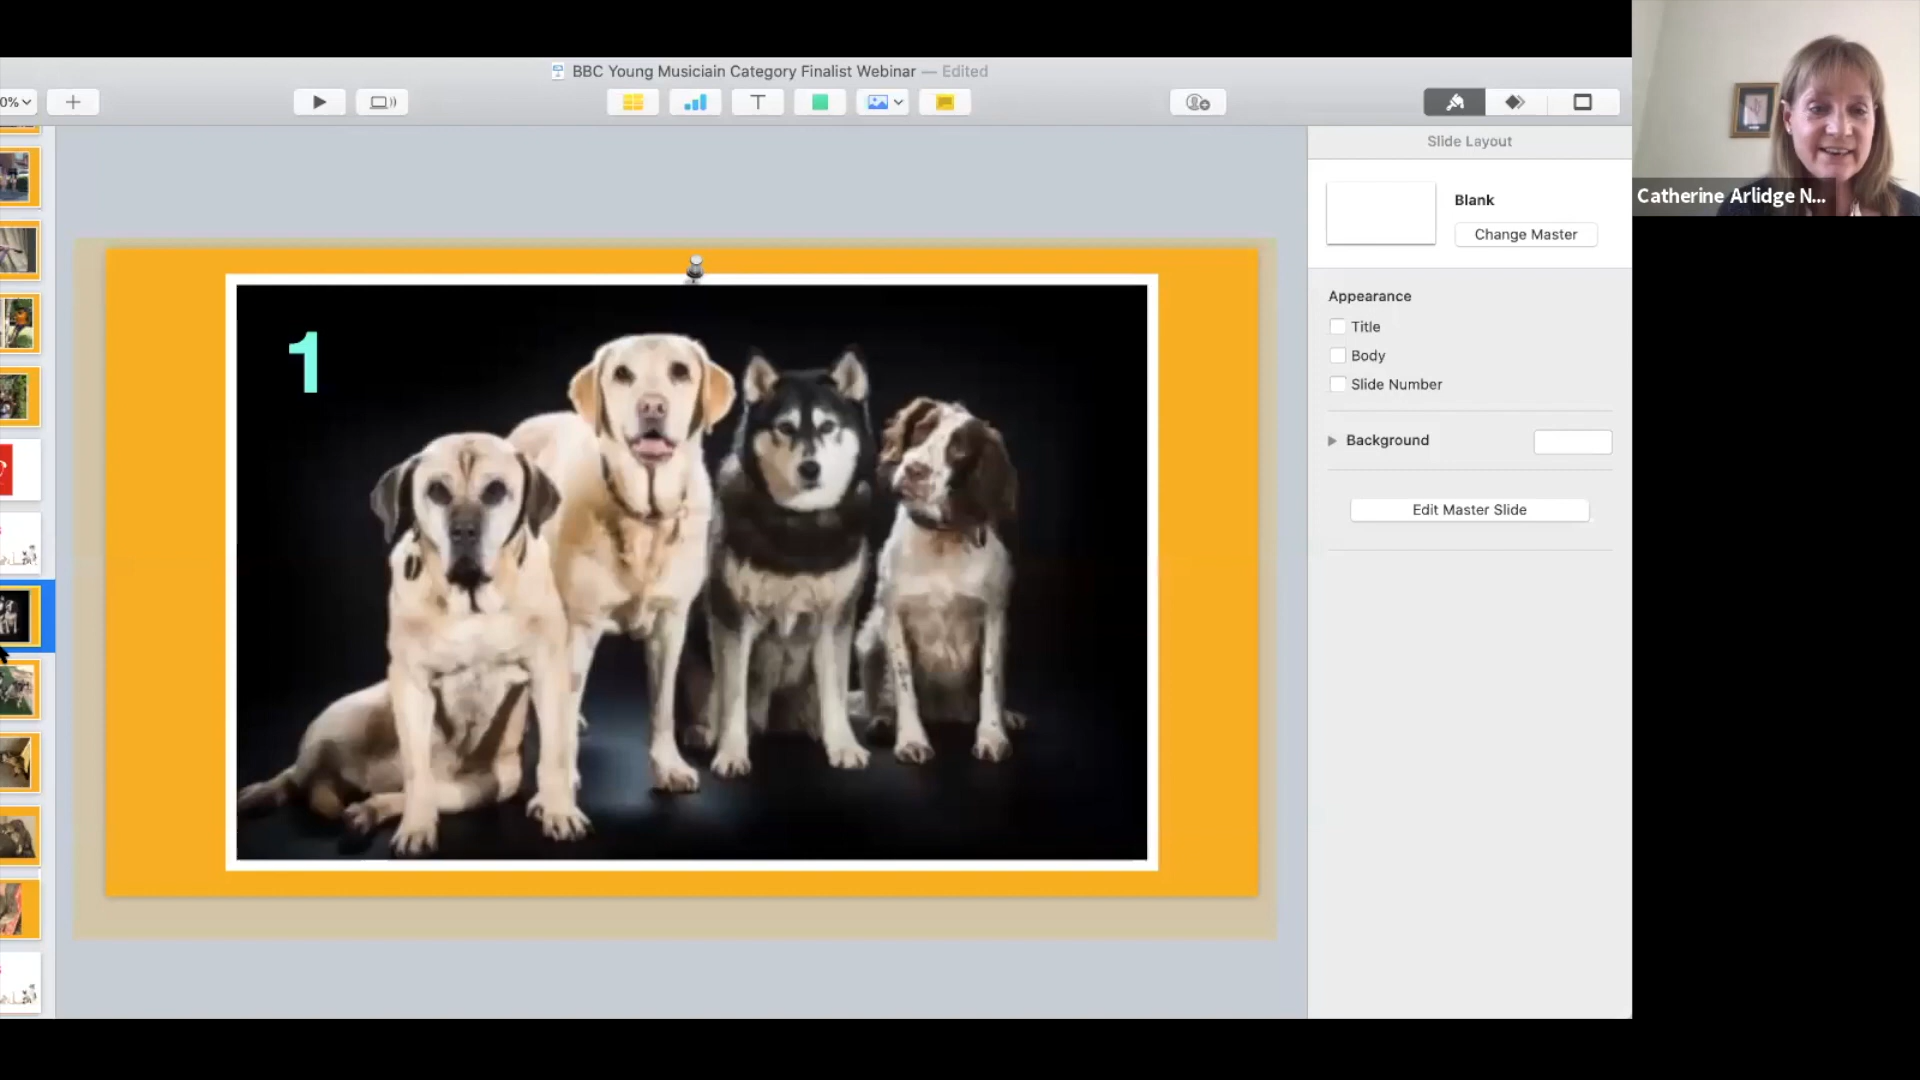 BBC Young Musiciain Category Finalist Webinar — Edited
0%
T
Slide Layout
Blank
Change Master
Appearance
Title
Body
Slide Number
Background
Edit Master Slide
1
Catherine Arlidge N...